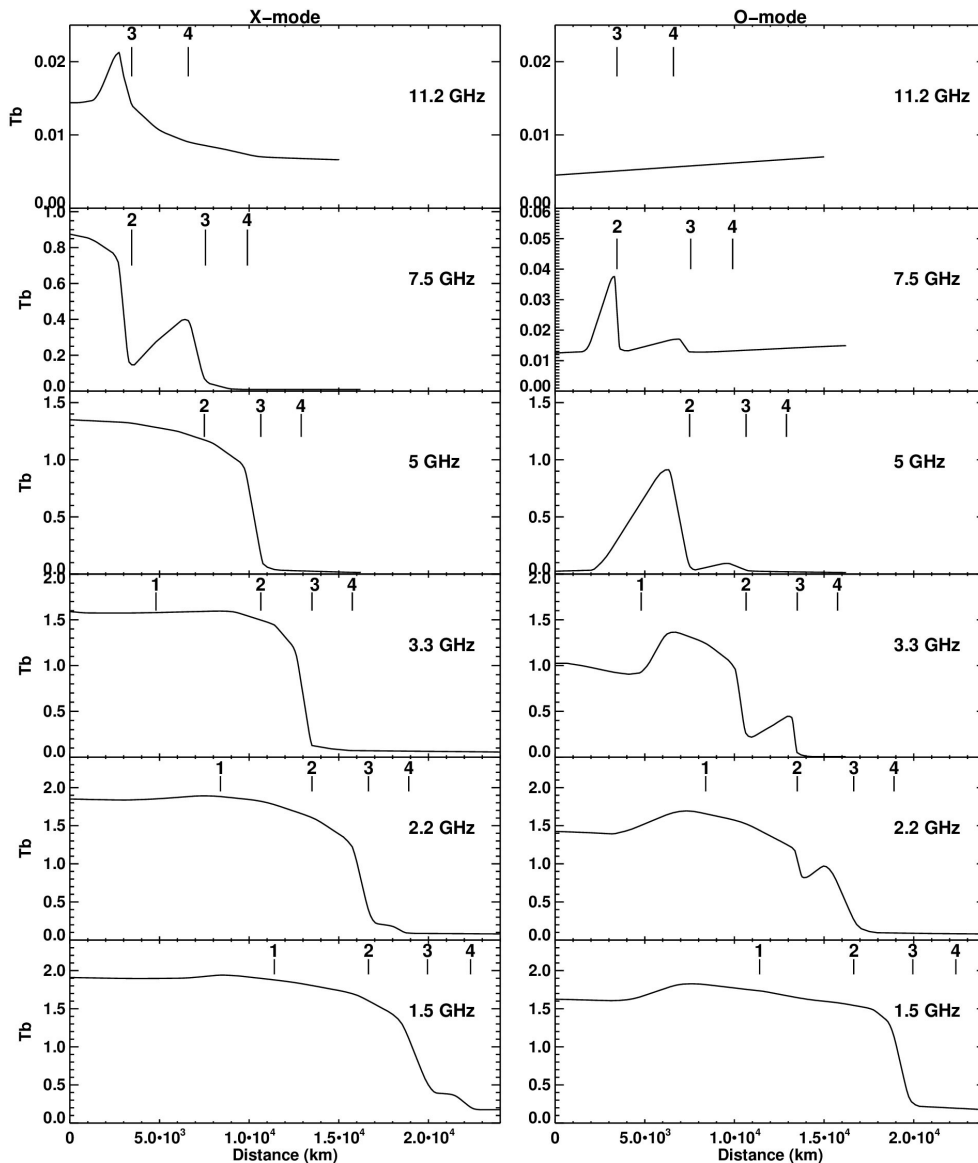 X−mode
O−mode
3 4
3 4
0.02
0.01
0.00
Tb
11.2 GHz
0.02
0.01
0.00
11.2 GHz
2 3 4
2 3 4
1.0
0.8
0.6
0.4
0.2
0.0
Tb
7.5 GHz
0.06
0.05
0.04
0.03
0.02
0.01
0.00
7.5 GHz
2 3 4
2 3 4
1.5
1.0
0.5
0.0
Tb
5 GHz
1.5
1.0
0.5
0.0
5 GHz
1 2 3 4
1 2 3 4
2.0
1.5
1.0
0.5
0.0
Tb
3.3 GHz
2.0
1.5
1.0
0.5
0.0
3.3 GHz
1 2 3 4
1 2 3 4
2.0
1.5
1.0
0.5
0.0
Tb
2.2 GHz
2.0
1.5
1.0
0.5
0.0
2.2 GHz
1 2 3 4
1 2 3 4
2.0
1.5
1.0
0.5
0.0
Tb
1.5 GHz
2.0
1.5
1.0
0.5
0.0
1.5 GHz
0 5.0•10³ 1.0•10⁴ 1.5•10⁴ 2.0•10⁴
0 5.0•10³ 1.0•10⁴ 1.5•10⁴ 2.0•10⁴
Distance (km)
Distance (km)